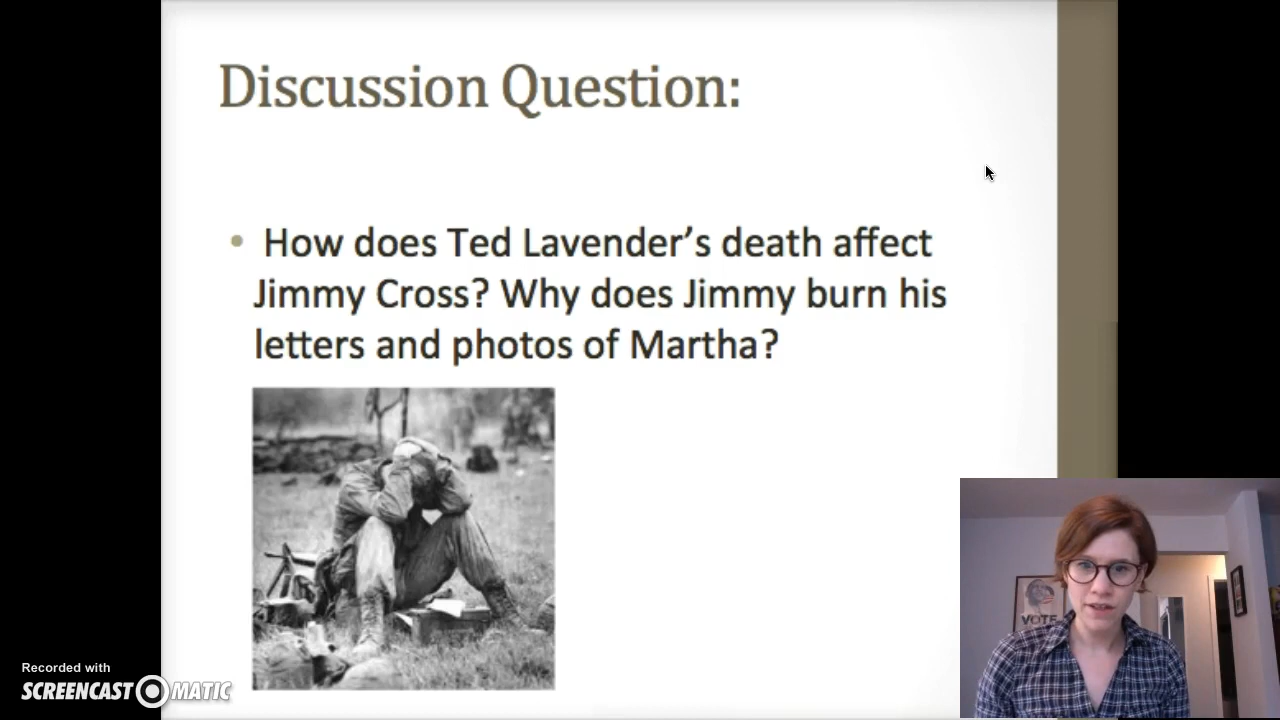 Discussion Question:
• How does Ted Lavender’s death affect
Jimmy Cross? Why does Jimmy burn his
letters and photos of Martha?
VOTE
Recorded with
SCREENCAST-O-MATIC